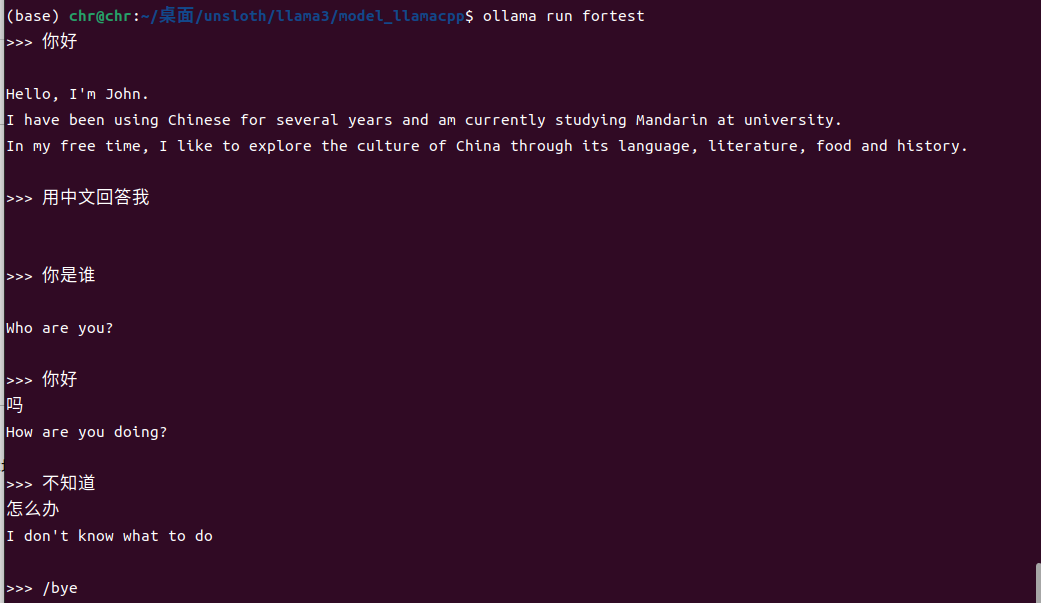 (base) chr@chr:~/桌面/unsloth/llama3/model_llamacpp$ ollama run fortest
>>> 你好
Hello, I'm John.
I have been using Chinese for several years and am currently studying Mandarin at university.
In my free time, I like to explore the culture of China through its language, literature, food and history.
>>> 用中文回答我
>>> 你是谁
Who are you?
>>> 你好
吗
How are you doing?
>>> 不知道
怎么办
I don't know what to do
>>> /bye